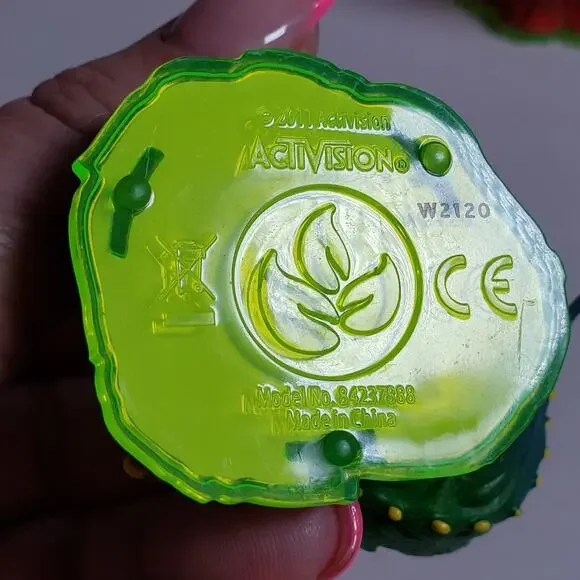 © 2011 Activision
ACTIVISION®
W2120
CE
Model No. 84237888
Made in China